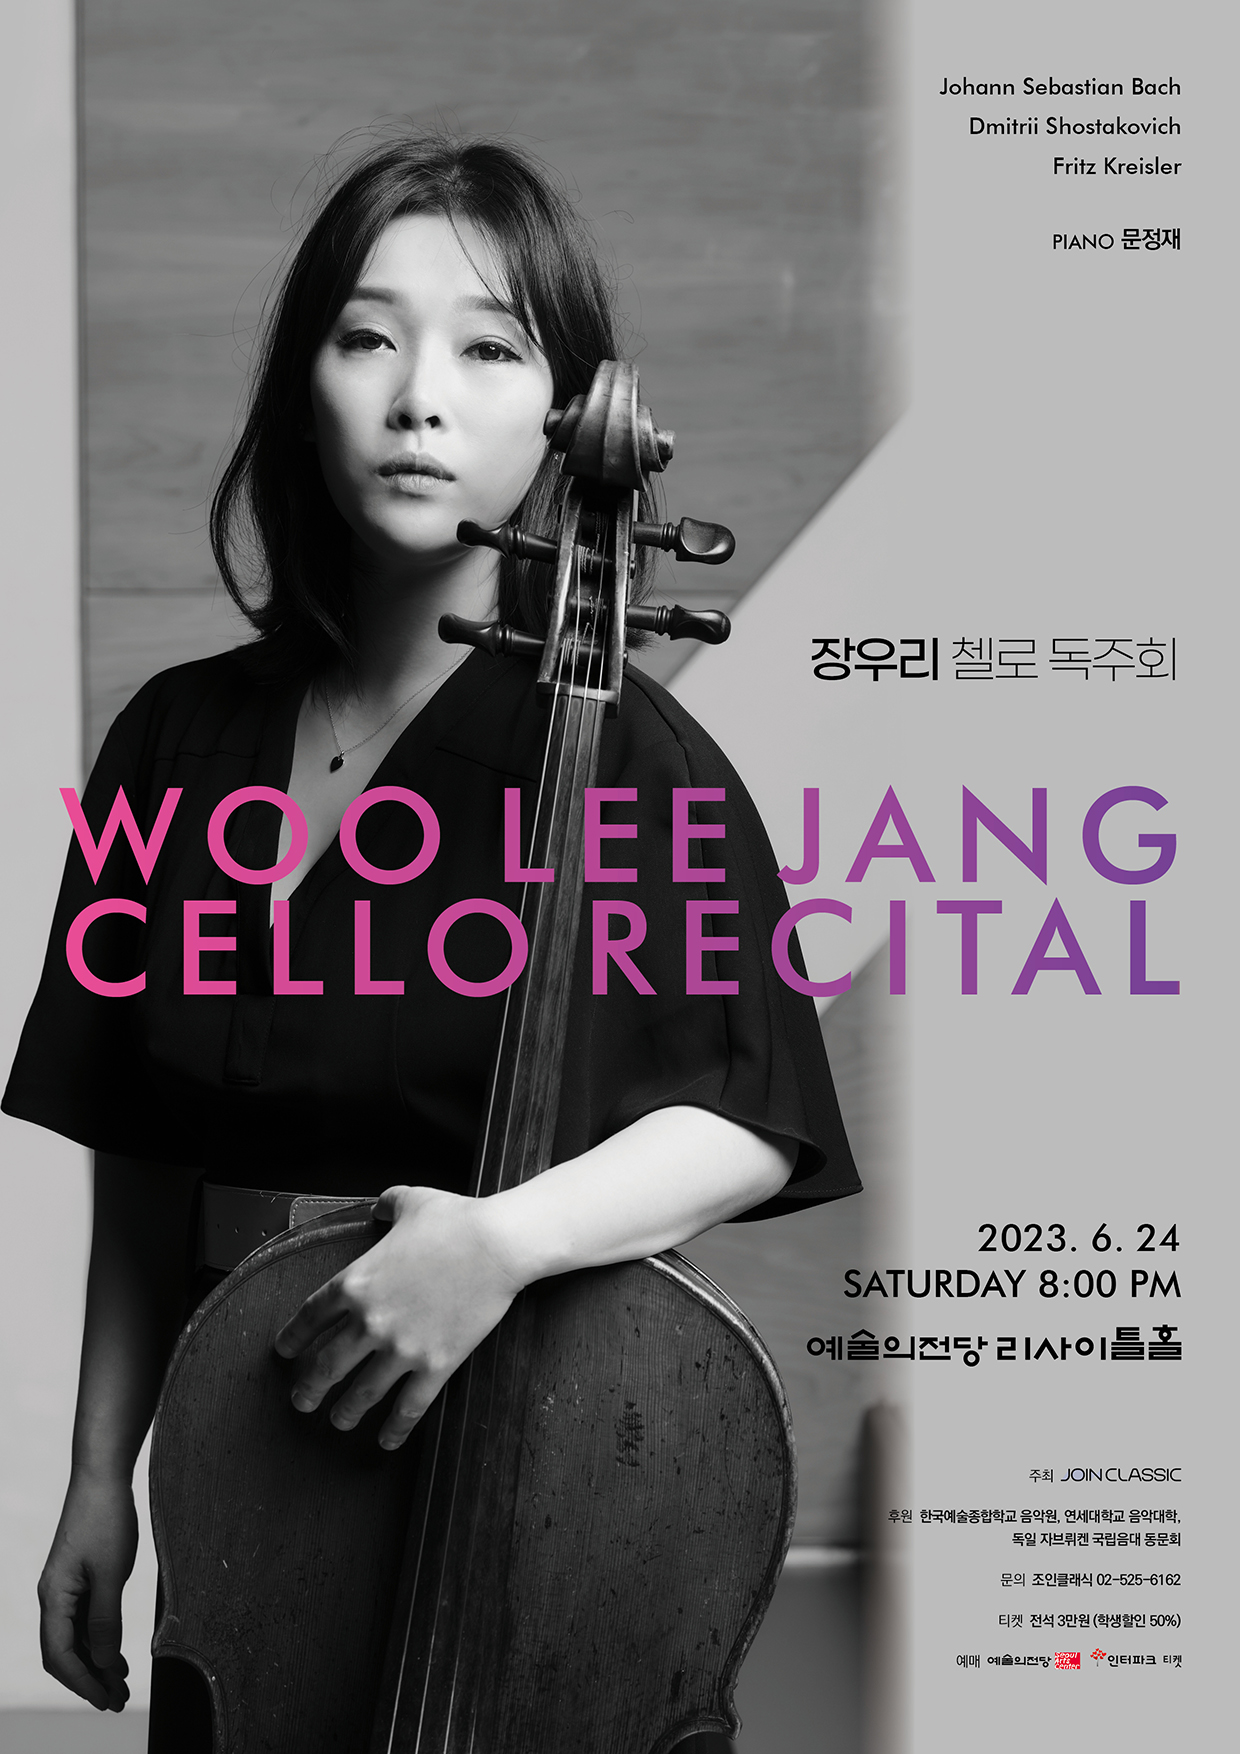 Johann Sebastian Bach
Dmitrii Shostakovich
Fritz Kreisler
PIANO 문정재
장우리 첼로 독주회
WOO LEE JANG
CELLO RECITAL
2023. 6. 24
SATURDAY 8:00 PM
예술의전당 리사이틀홀
주최 JOIN CLASSIC
후원 한국예술종합학교 음악원, 연세대학교 음악대학,
독일 자브뤼켄 국립음대 동문회
문의 조인클래식 02-525-6162
티켓 전석 3만원 (학생할인 50%)
예매 예술의전당 Seoul Arts Center 인터파크 티켓